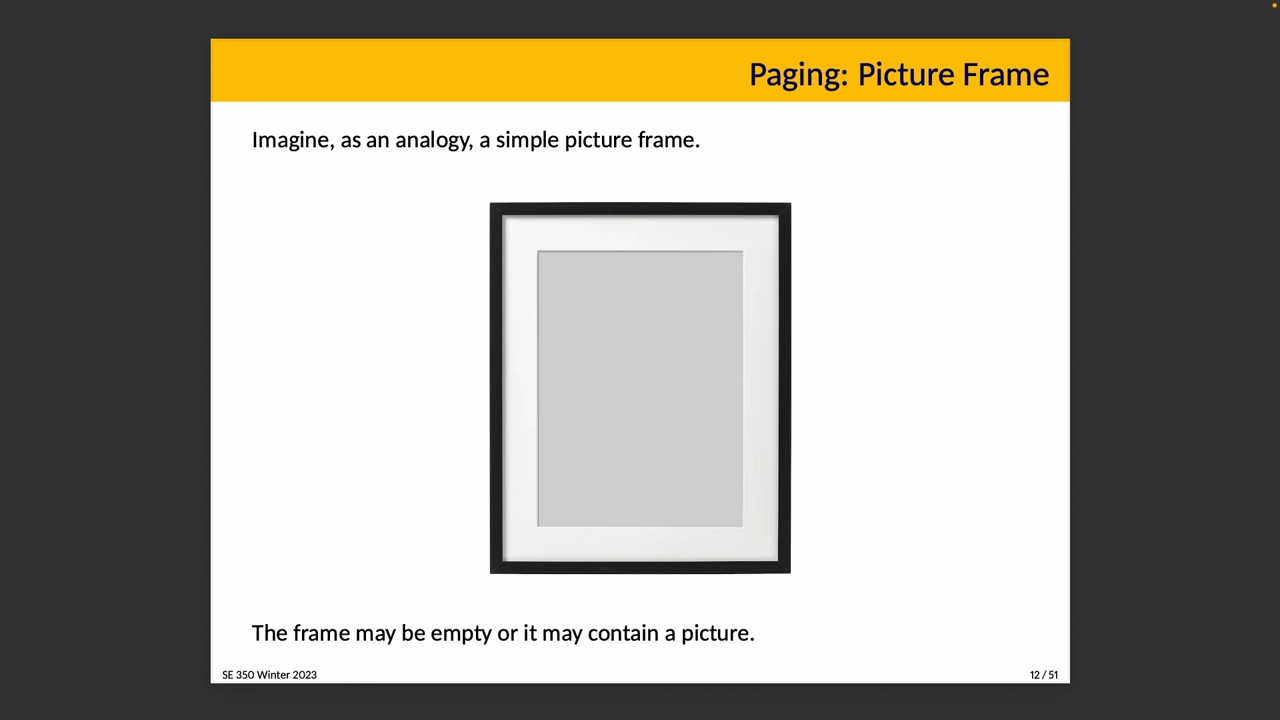 Paging: Picture Frame
Imagine, as an analogy, a simple picture frame.
The frame may be empty or it may contain a picture.
SE 350 Winter 2023
12 / 51